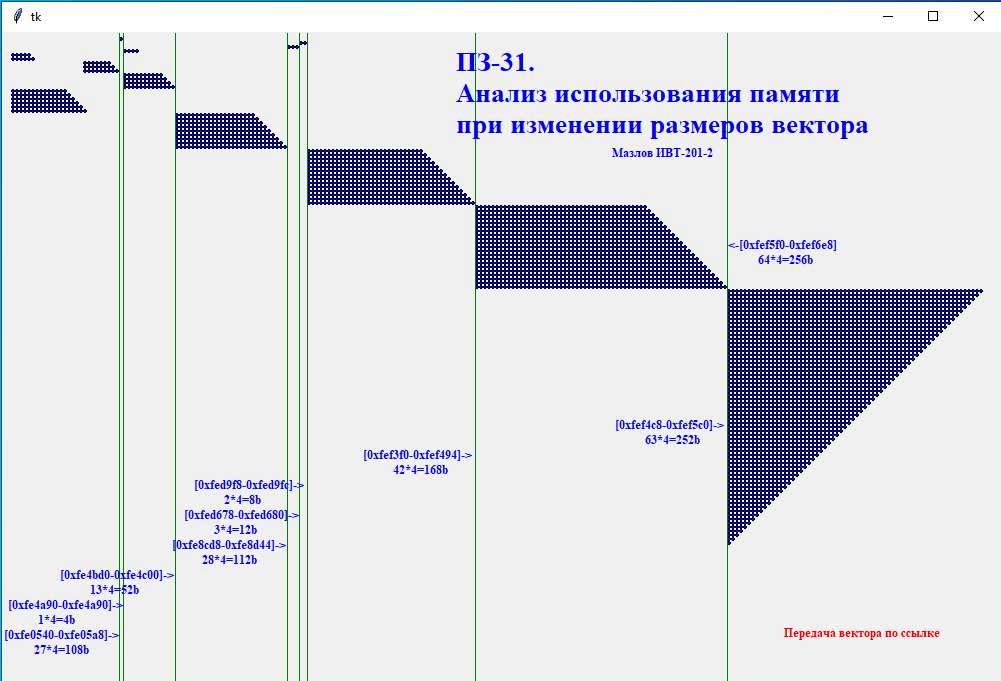 tk
ПЗ-31.
Анализ использования памяти
при изменении размеров вектора
Мазлов ИВТ-201-2
<-[0xfef5f0-0xfef6e8]
64*4=256b
[0xfef4c8-0xfef5c0]->
63*4=252b
[0xfef3f0-0xfef494]->
42*4=168b
[0xfed9f8-0xfed9fc]->
2*4=8b
[0xfed678-0xfed680]->
3*4=12b
[0xfe8cd8-0xfe8d44]->
28*4=112b
[0xfe4bd0-0xfe4c00]->
13*4=52b
[0xfe4a90-0xfe4a90]->
1*4=4b
[0xfe0540-0xfe05a8]->
27*4=108b
Передача вектора по ссылке